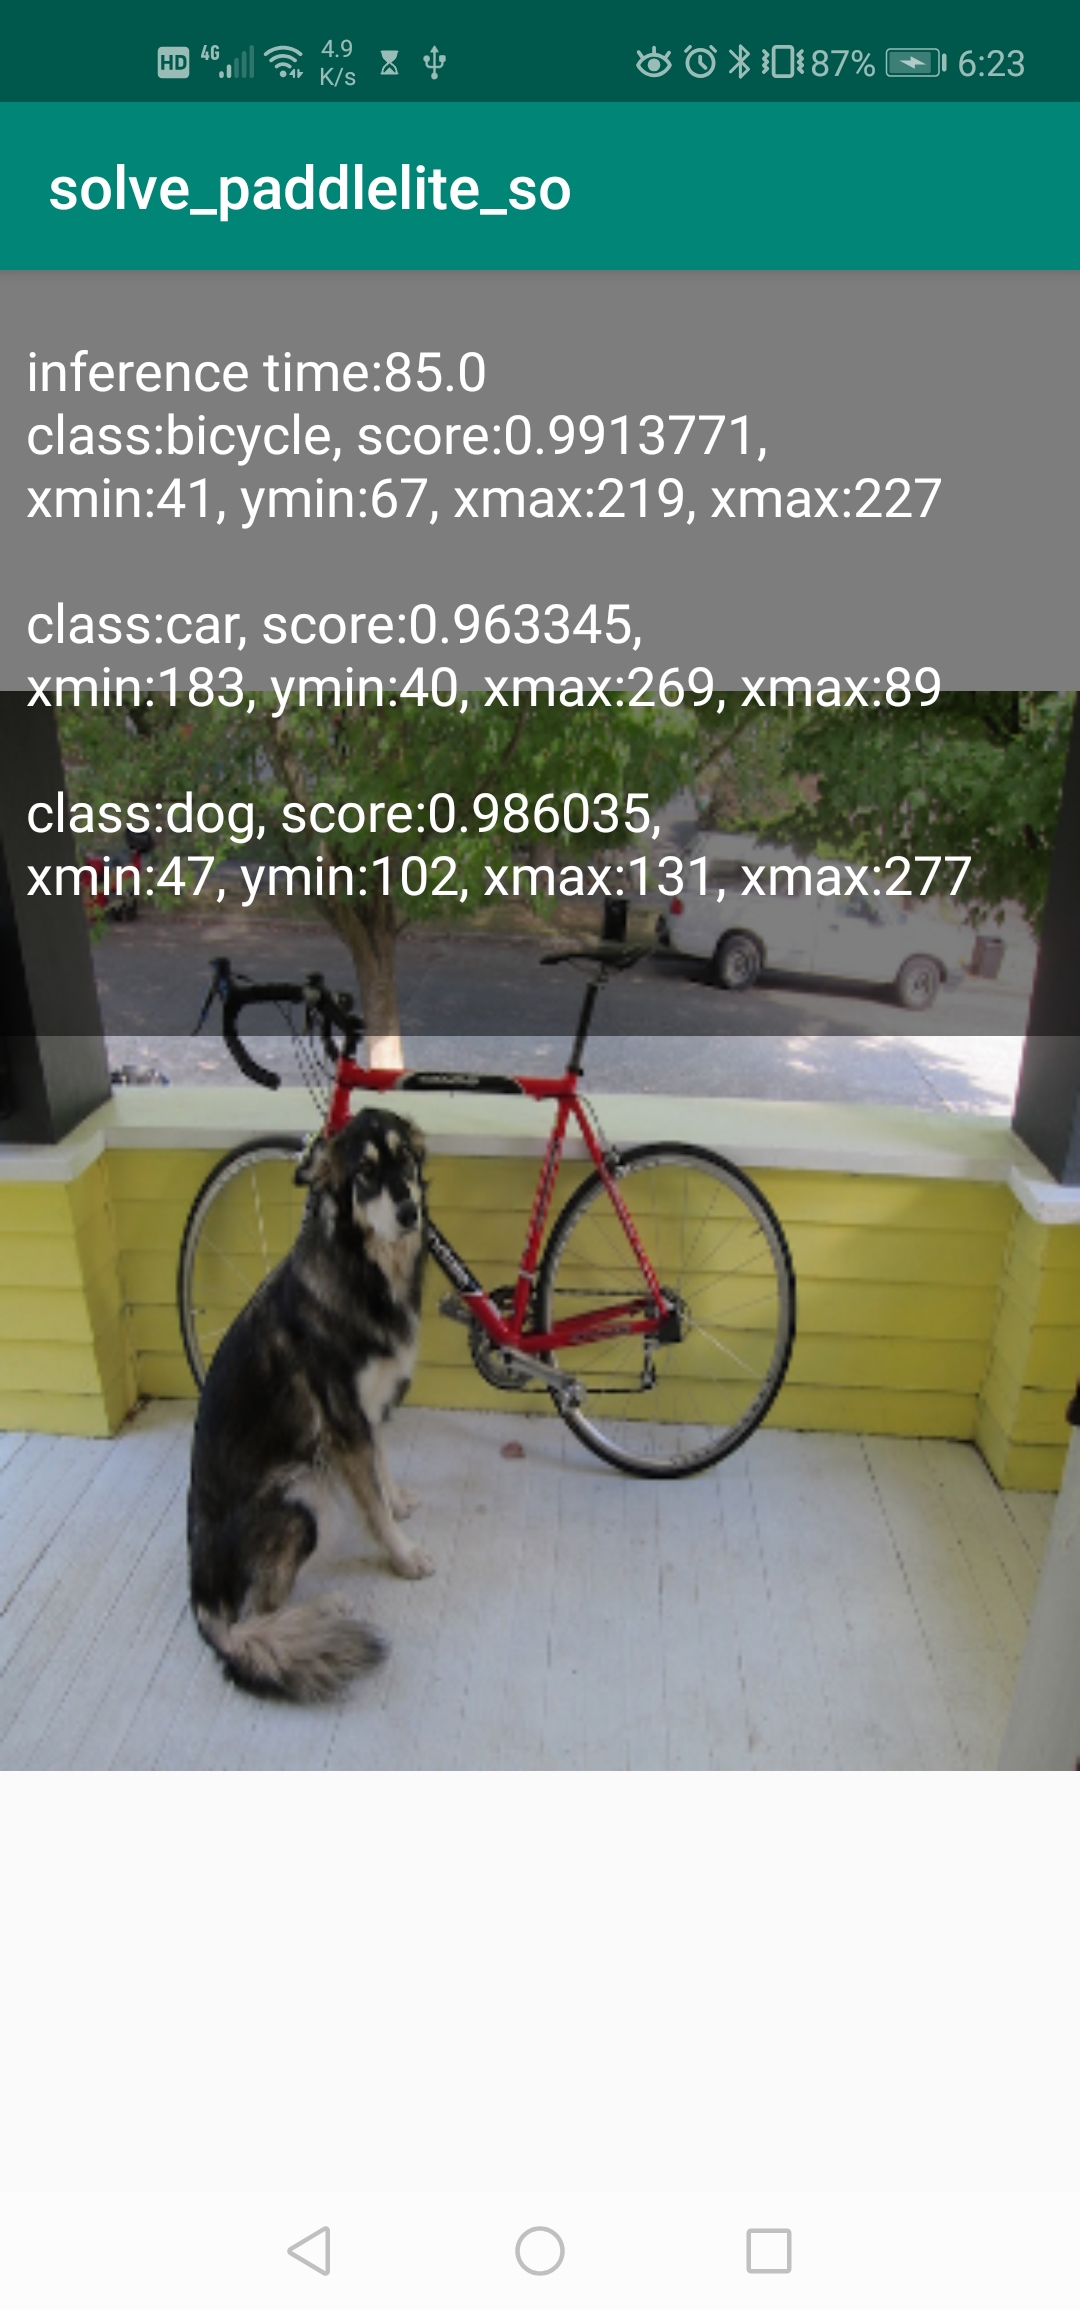 HD 4G 4.9 K/s 87% 6:23
solve_paddlelite_so
inference time:85.0
class:bicycle, score:0.9913771,
xmin:41, ymin:67, xmax:219, xmax:227
class:car, score:0.963345,
xmin:183, ymin:40, xmax:269, xmax:89
class:dog, score:0.986035,
xmin:47, ymin:102, xmax:131, xmax:277